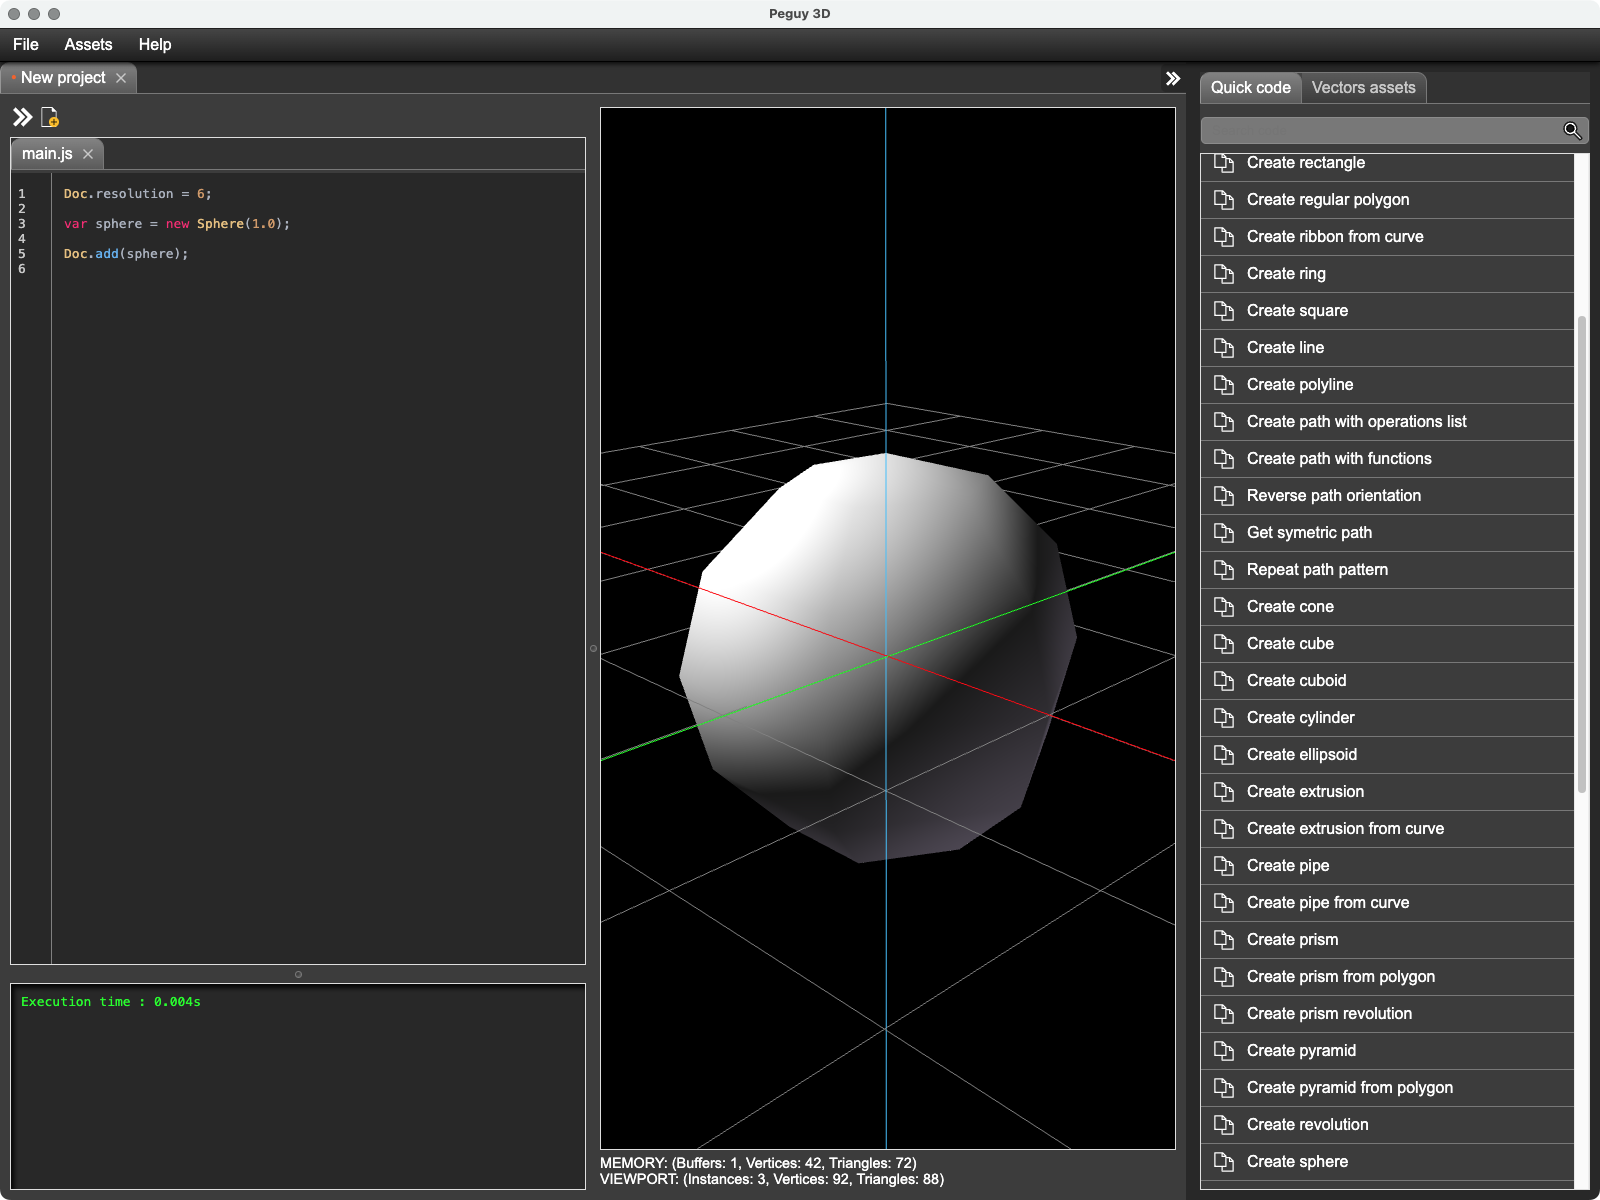 Peguy 3D
File Assets Help
New project
main.js
1 Doc.resolution = 6;
2
3 var sphere = new Sphere(1.0);
4
5 Doc.add(sphere);
6
Execution time : 0.004s
MEMORY: (Buffers: 1, Vertices: 42, Triangles: 72)
VIEWPORT: (Instances: 3, Vertices: 92, Triangles: 88)
Quick code Vectors assets
Create rectangle
Create regular polygon
Create ribbon from curve
Create ring
Create square
Create line
Create polyline
Create path with operations list
Create path with functions
Reverse path orientation
Get symetric path
Repeat path pattern
Create cone
Create cube
Create cuboid
Create cylinder
Create ellipsoid
Create extrusion
Create extrusion from curve
Create pipe
Create pipe from curve
Create prism
Create prism from polygon
Create prism revolution
Create pyramid
Create pyramid from polygon
Create revolution
Create sphere